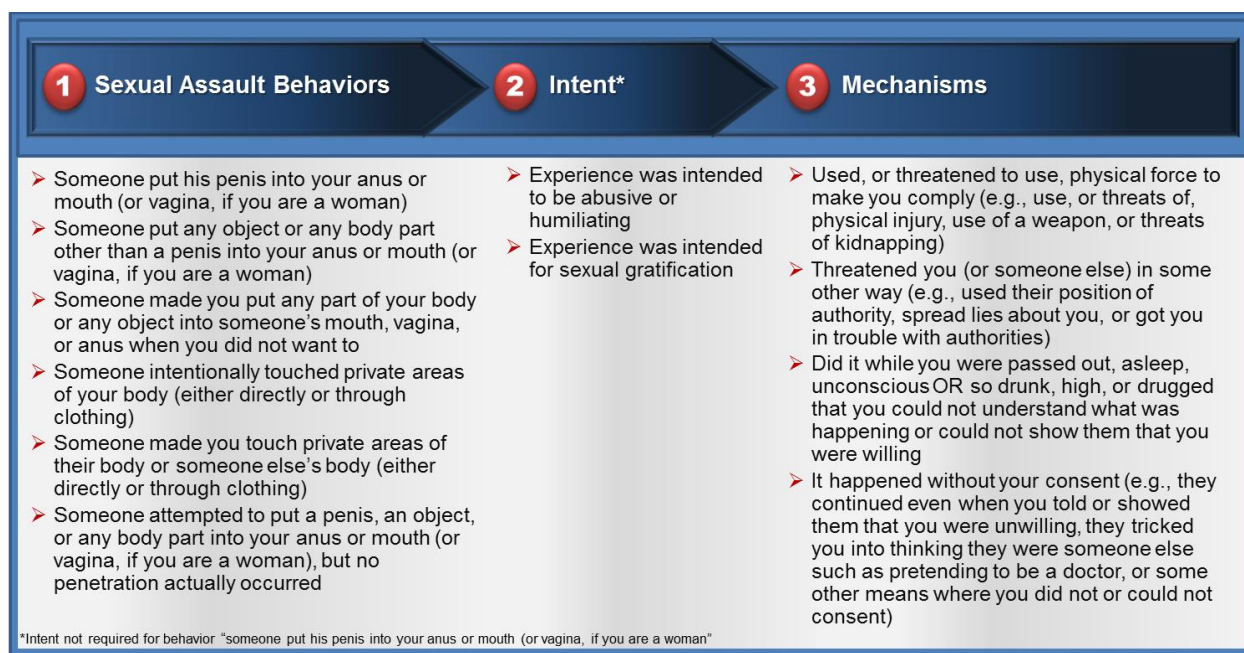 1 Sexual Assault Behaviors
2 Intent*
3 Mechanisms
➢ Someone put his penis into your anus or
mouth (or vagina, if you are a woman)
➢ Someone put any object or any body part
other than a penis into your anus or mouth (or
vagina, if you are a woman)
➢ Someone made you put any part of your body
or any object into someone’s mouth, vagina,
or anus when you did not want to
➢ Someone intentionally touched private areas
of your body (either directly or through
clothing)
➢ Someone made you touch private areas of
their body or someone else’s body (either
directly or through clothing)
➢ Someone attempted to put a penis, an object,
or any body part into your anus or mouth (or
vagina, if you are a woman), but no
penetration actually occurred
➢ Experience was intended
to be abusive or
humiliating
➢ Experience was intended
for sexual gratification
➢ Used, or threatened to use, physical force to
make you comply (e.g., use, or threats of,
physical injury, use of a weapon, or threats
of kidnapping)
➢ Threatened you (or someone else) in some
other way (e.g., used their position of
authority, spread lies about you, or got you
in trouble with authorities)
➢ Did it while you were passed out, asleep,
unconscious OR so drunk, high, or drugged
that you could not understand what was
happening or could not show them that you
were willing
➢ It happened without your consent (e.g., they
continued even when you told or showed
them that you were unwilling, they tricked
you into thinking they were someone else
such as pretending to be a doctor, or some
other means where you did not or could not
consent)
*Intent not required for behavior “someone put his penis into your anus or mouth (or vagina, if you are a woman”